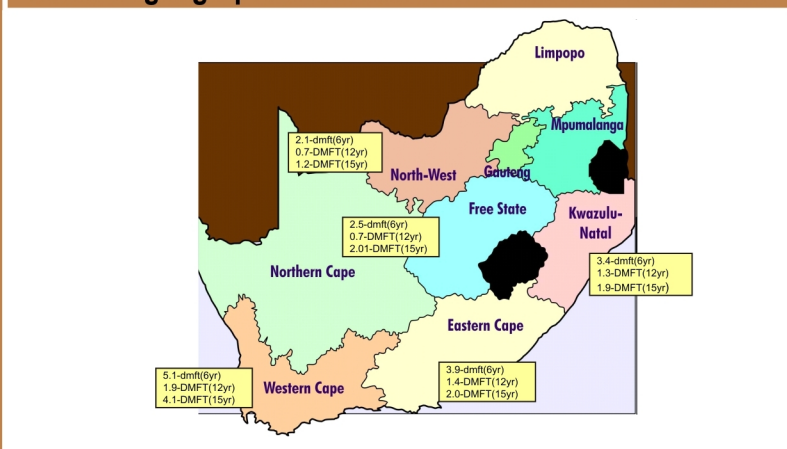 Limpopo
Mpumalanga
2.1-dmft(6yr)
0.7-DMFT(12yr)
1.2-DMFT(15yr)
North-West
Gauteng
Free State
Kwazulu-
Natal
2.5-dmft(6yr)
0.7-DMFT(12yr)
2.01-DMFT(15yr)
Northern Cape
3.4-dmft(6yr)
1.3-DMFT(12yr)
1.9-DMFT(15yr)
Eastern Cape
5.1-dmft(6yr)
1.9-DMFT(12yr)
4.1-DMFT(15yr)
Western Cape
3.9-dmft(6yr)
1.4-DMFT(12yr)
2.0-DMFT(15yr)